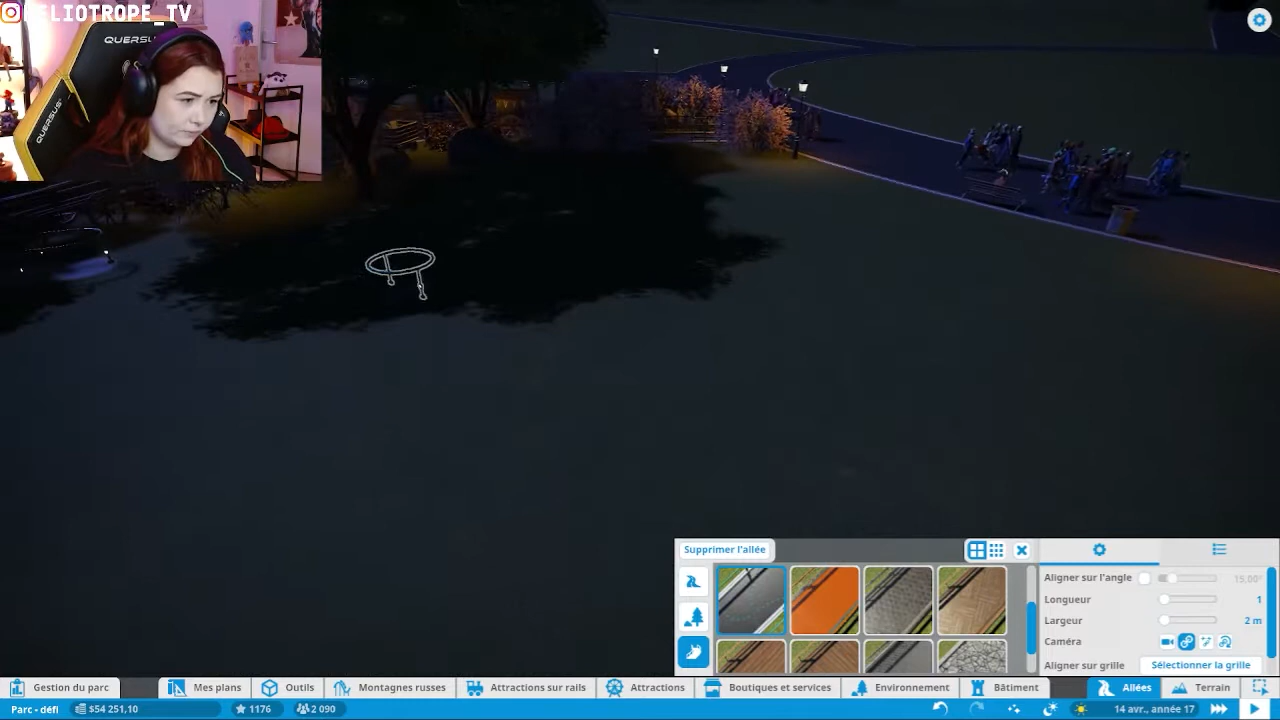 HELIOTROPE_TV
QUERSUS
QUERSUS
Supprimer l'allée
Aligner sur l'angle
15,00°
Longueur
1
Largeur
2 m
Caméra
Aligner sur grille
Sélectionner la grille
Gestion du parc
Mes plans
Outils
Montagnes russes
Attractions sur rails
Attractions
Boutiques et services
Environnement
Bâtiment
Allées
Terrain
Parc - défi
$54 251,10
1176
2 090
14 avr., année 17